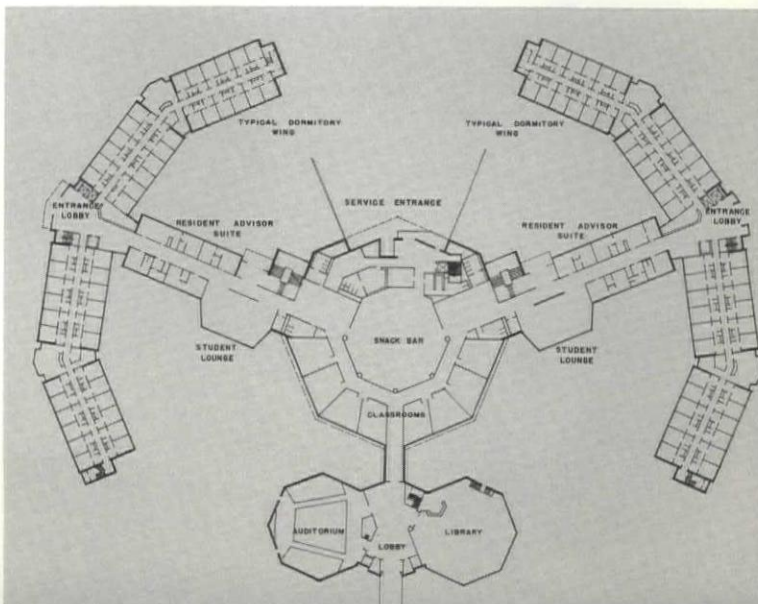 TYPICAL DORMITORY
WING
TYPICAL DORMITORY
WING
SERVICE ENTRANCE
ENTRANCE
LOBBY
RESIDENT ADVISOR
SUITE
RESIDENT ADVISOR
SUITE
ENTRANCE
LOBBY
SNACK BAR
STUDENT
LOUNGE
STUDENT
LOUNGE
CLASSROOMS
AUDITORIUM
LOBBY
LIBRARY